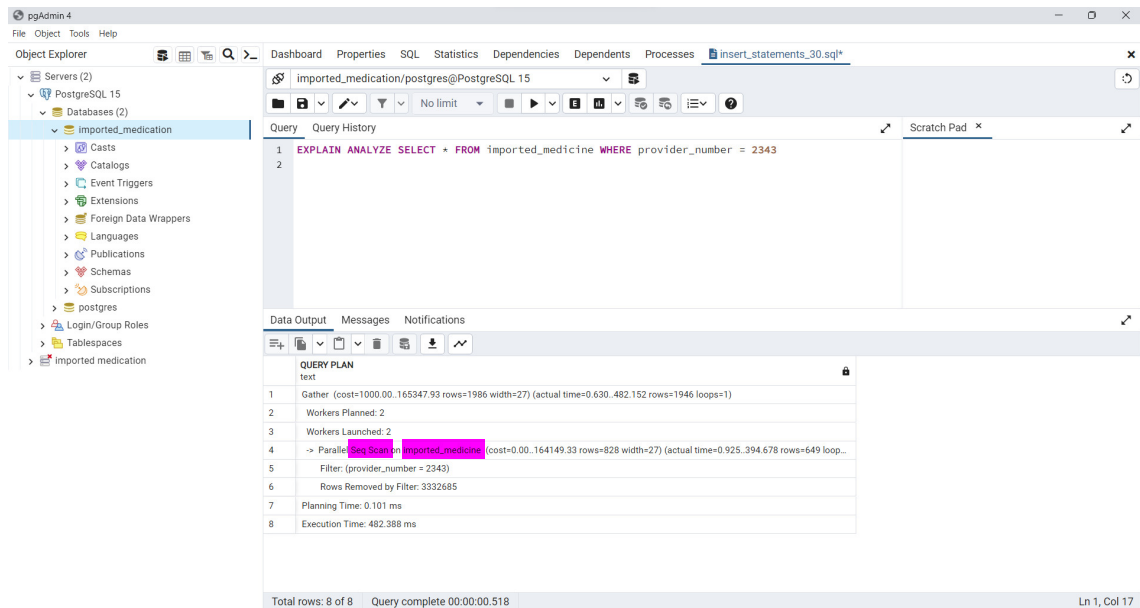 pgAdmin 4
File Object Tools Help
Object Explorer
Dashboard Properties SQL Statistics Dependencies Dependents Processes insert_statements_30.sql*
Servers (2)
PostgreSQL 15
Databases (2)
imported_medication
Casts
Catalogs
Event Triggers
Extensions
Foreign Data Wrappers
Languages
Publications
Schemas
Subscriptions
postgres
Login/Group Roles
Tablespaces
imported medication
imported_medication/postgres@PostgreSQL 15
No limit
Query Query History
Scratch Pad
1 EXPLAIN ANALYZE SELECT * FROM imported_medicine WHERE provider_number = 2343
2
Data Output Messages Notifications
QUERY PLAN
text
1 Gather (cost=1000.00..165347.93 rows=1986 width=27) (actual time=0.630..482.152 rows=1946 loops=1)
2 Workers Planned: 2
3 Workers Launched: 2
4 -> Parallel Seq Scan on imported_medicine (cost=0.00..164149.33 rows=828 width=27) (actual time=0.925..394.678 rows=649 loop...
5 Filter: (provider_number = 2343)
6 Rows Removed by Filter: 3332685
7 Planning Time: 0.101 ms
8 Execution Time: 482.388 ms
Total rows: 8 of 8 Query complete 00:00:00.518
Ln 1, Col 17